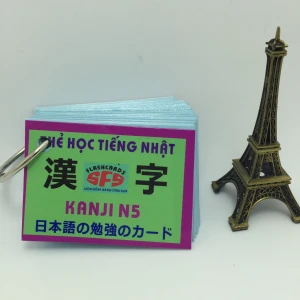 THẺ HỌC TIẾNG NHẬT
漢 FLASHCARDS SFS 字
KANJI N5
日本語の勉強のカード